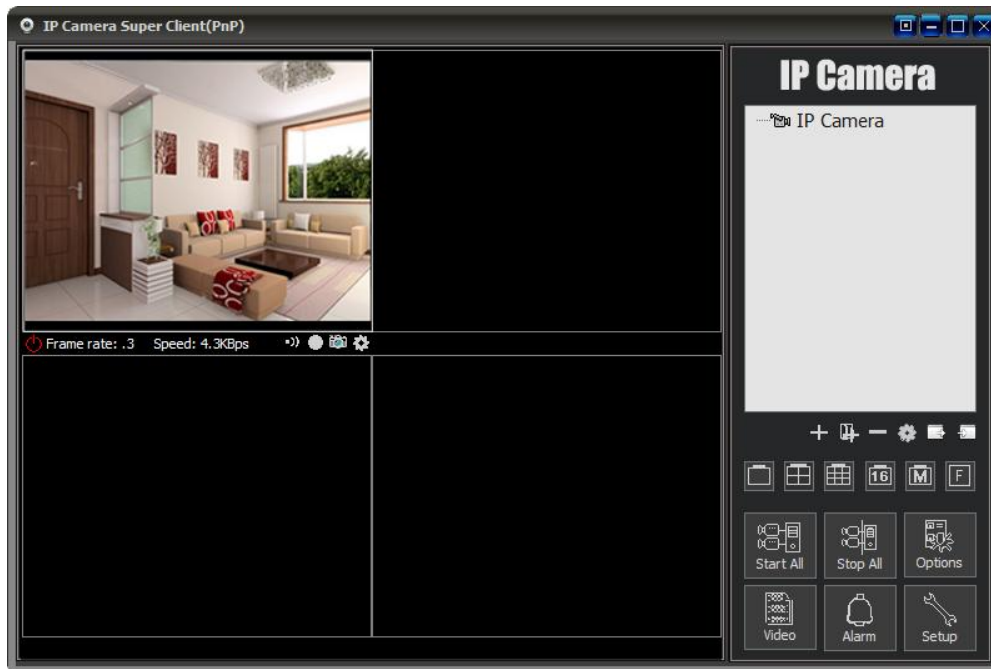 IP Camera Super Client(PnP)
IP Camera
IP Camera
Frame rate: .3 Speed: 4.3KBps
16 M F
Start All Stop All Options
Video Alarm Setup